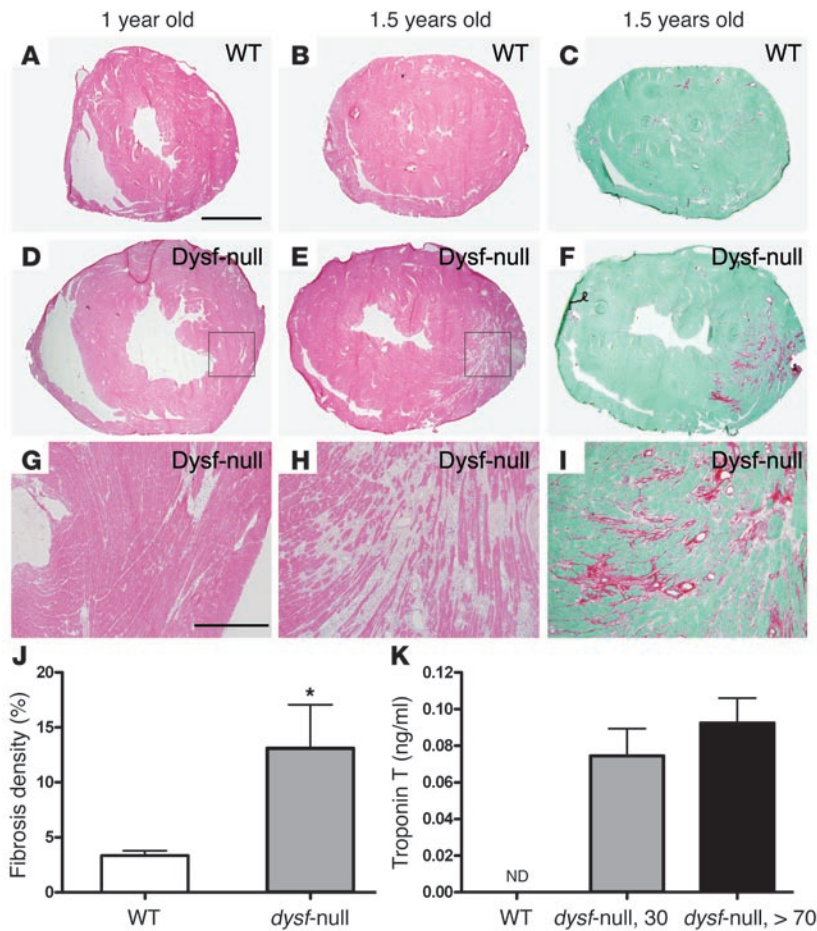 1 year old 1.5 years old 1.5 years old
A WT B WT C WT
D Dysf-null E Dysf-null F Dysf-null
G Dysf-null H Dysf-null I Dysf-null
J
20
15
10
5
0
Fibrosis density (%)
*
WT dysf-null
K
0.12
0.10
0.08
0.06
0.04
0.02
0.00
Troponin T (ng/ml)
ND
WT dysf-null, 30 dysf-null, > 70